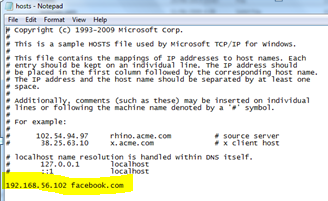 hosts - Notepad
File Edit Format View Help
# Copyright (c) 1993-2009 Microsoft Corp.
#
# This is a sample HOSTS file used by Microsoft TCP/IP for Windows.
#
# This file contains the mappings of IP addresses to host names. Each
# entry should be kept on an individual line. The IP address should
# be placed in the first column followed by the corresponding host name.
# The IP address and the host name should be separated by at least one
# space.
#
# Additionally, comments (such as these) may be inserted on individual
# lines or following the machine name denoted by a '#' symbol.
#
# For example:
#
# 102.54.94.97 rhino.acme.com # source server
# 38.25.63.10 x.acme.com # x client host

# localhost name resolution is handled within DNS itself.
# 127.0.0.1 localhost
# ::1 localhost
192.168.56.102 facebook.com